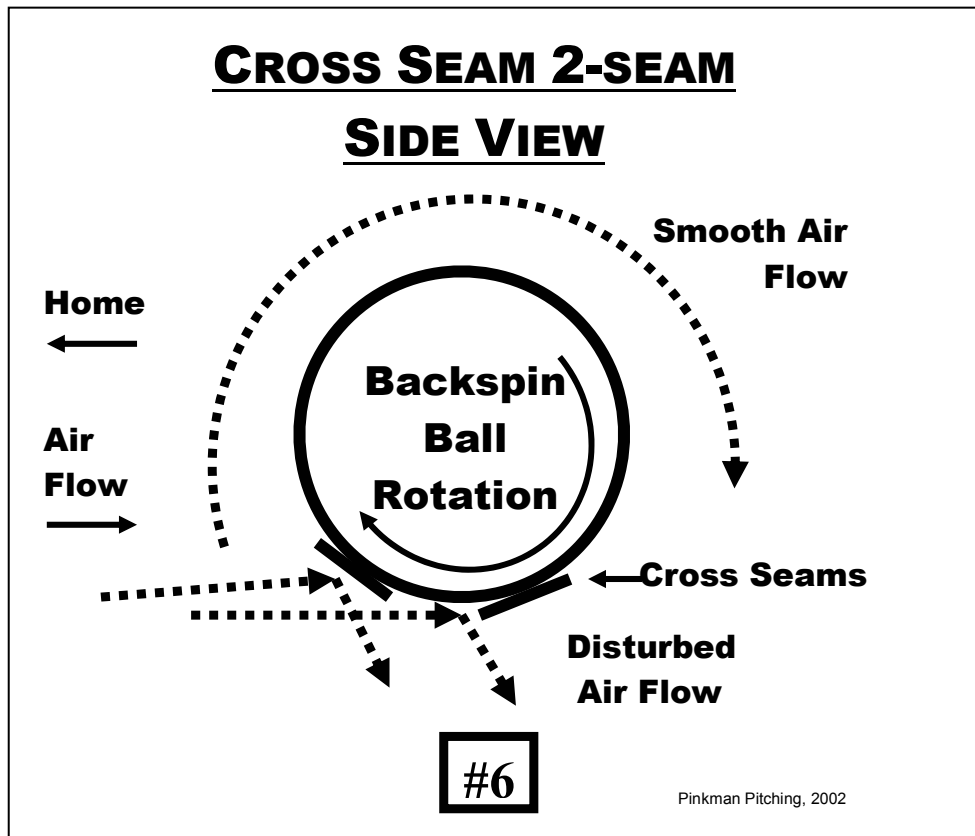 CROSS SEAM 2-SEAM
SIDE VIEW
Smooth Air
Flow
Home
Backspin
Ball
Rotation
Air
Flow
Cross Seams
Disturbed
Air Flow
#6
Pinkman Pitching, 2002